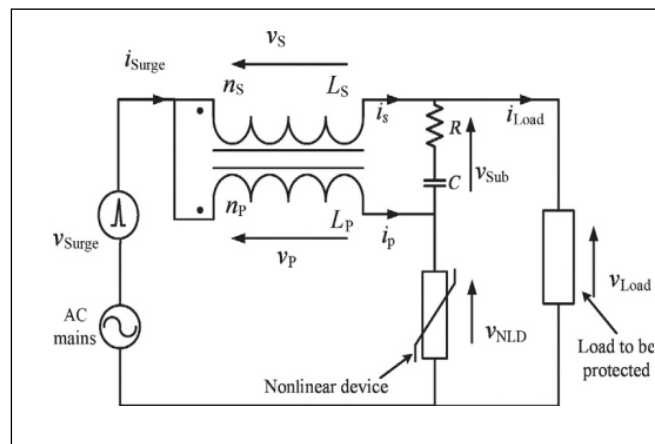 vS
iSurge
nS LS
is iLoad
R
vSub
C
nP LP
ip
vP
vSurge
vLoad
AC
mains
vNLD
Load to be
protected
Nonlinear device